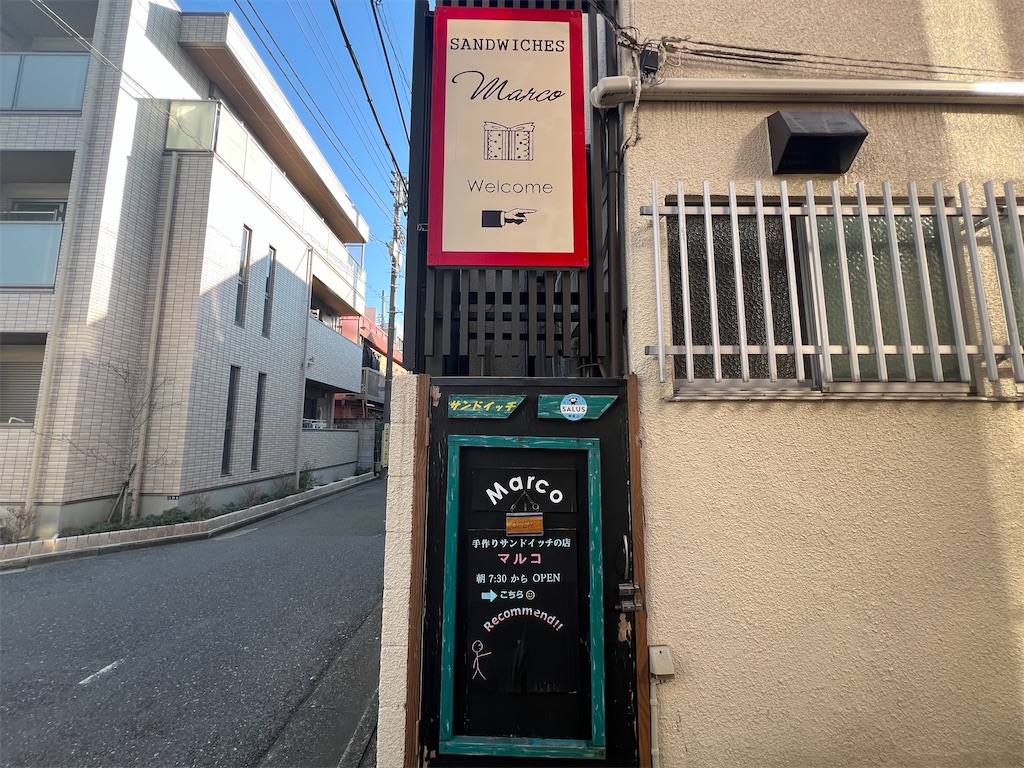 SANDWICHES
Marco
Welcome
サンドイッチ
SALUS
Marco
OPEN
手作りサンドイッチの店
マルコ
朝 7:30 から OPEN
こちら
Recommend!!